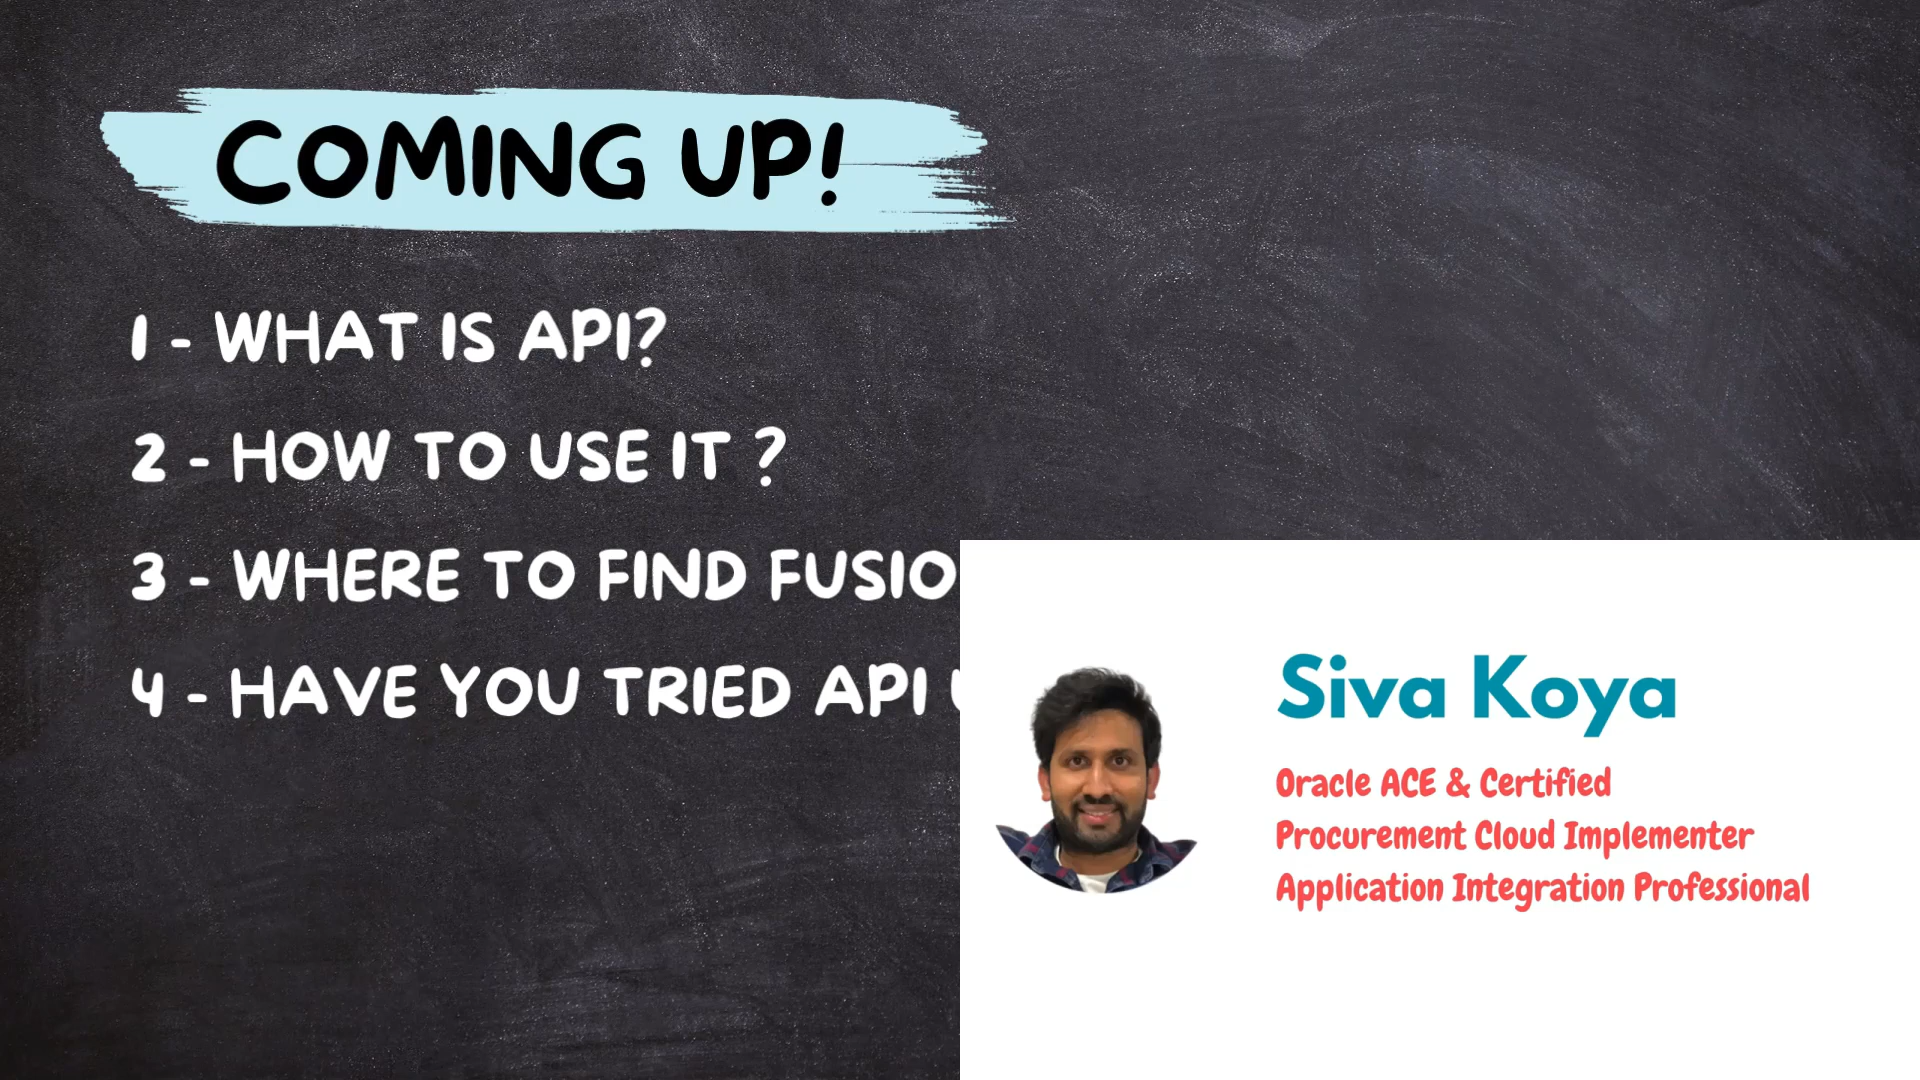 COMING UP!
1 - WHAT IS API?
2 - HOW TO USE IT ?
3 - WHERE TO FIND FUSIO
4 - HAVE YOU TRIED API
Siva Koya
Oracle ACE & Certified
Procurement Cloud Implementer
Application Integration Professional